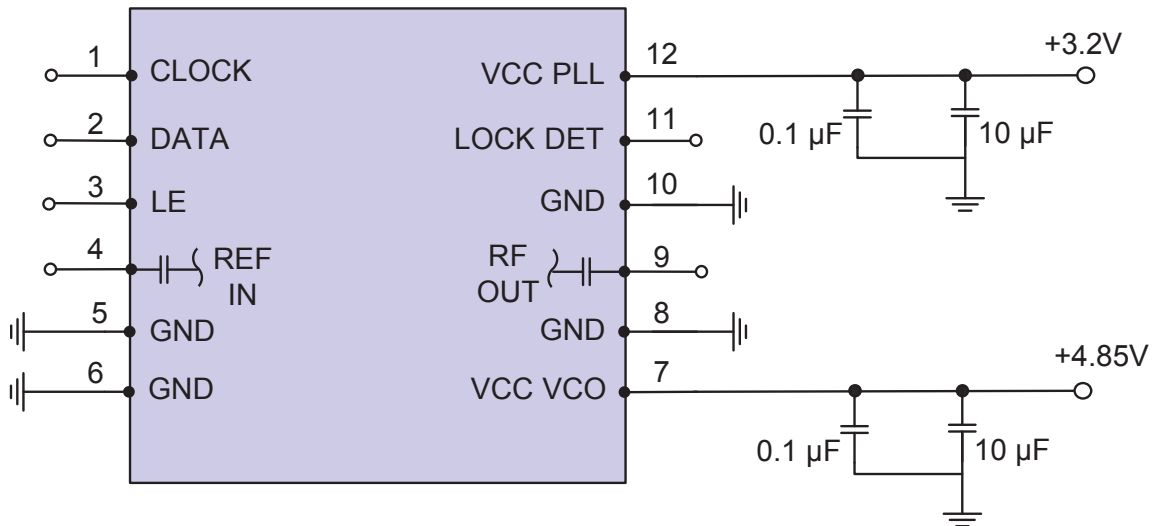 +3.2V
1 CLOCK
VCC PLL 12
2 DATA
LOCK DET 11
0.1 µF
10 µF
3 LE
GND 10
4 REF
IN
RF
OUT 9
5 GND
GND 8
6 GND
VCC VCO 7
+4.85V
0.1 µF
10 µF